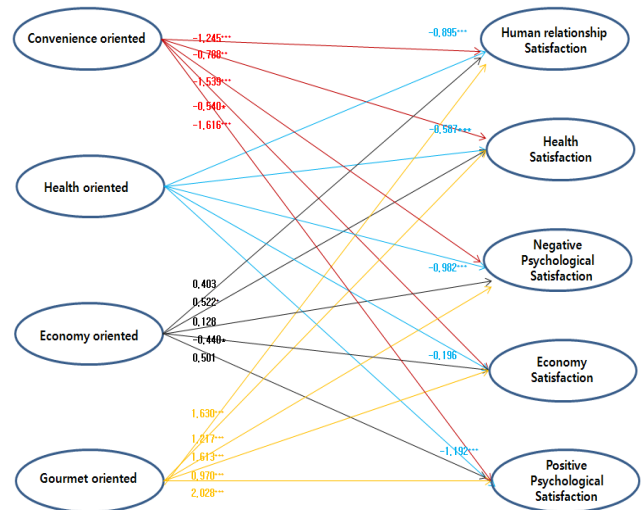 Convenience oriented
Health oriented
Economy oriented
Gourmet oriented
-1,245***
-0,788**
-1,539***
-0,540*
-1,616***
0,403
0,522*
0,128
-0,440*
0,501
1,630***
1,217***
1,613***
0,970***
2,028***
-0,895***
-0,587***
-0,982***
-0,196
-1,192***
Human relationship
Satisfaction
Health
Satisfaction
Negative
Psychological
Satisfaction
Economy
Satisfaction
Positive
Psychological
Satisfaction